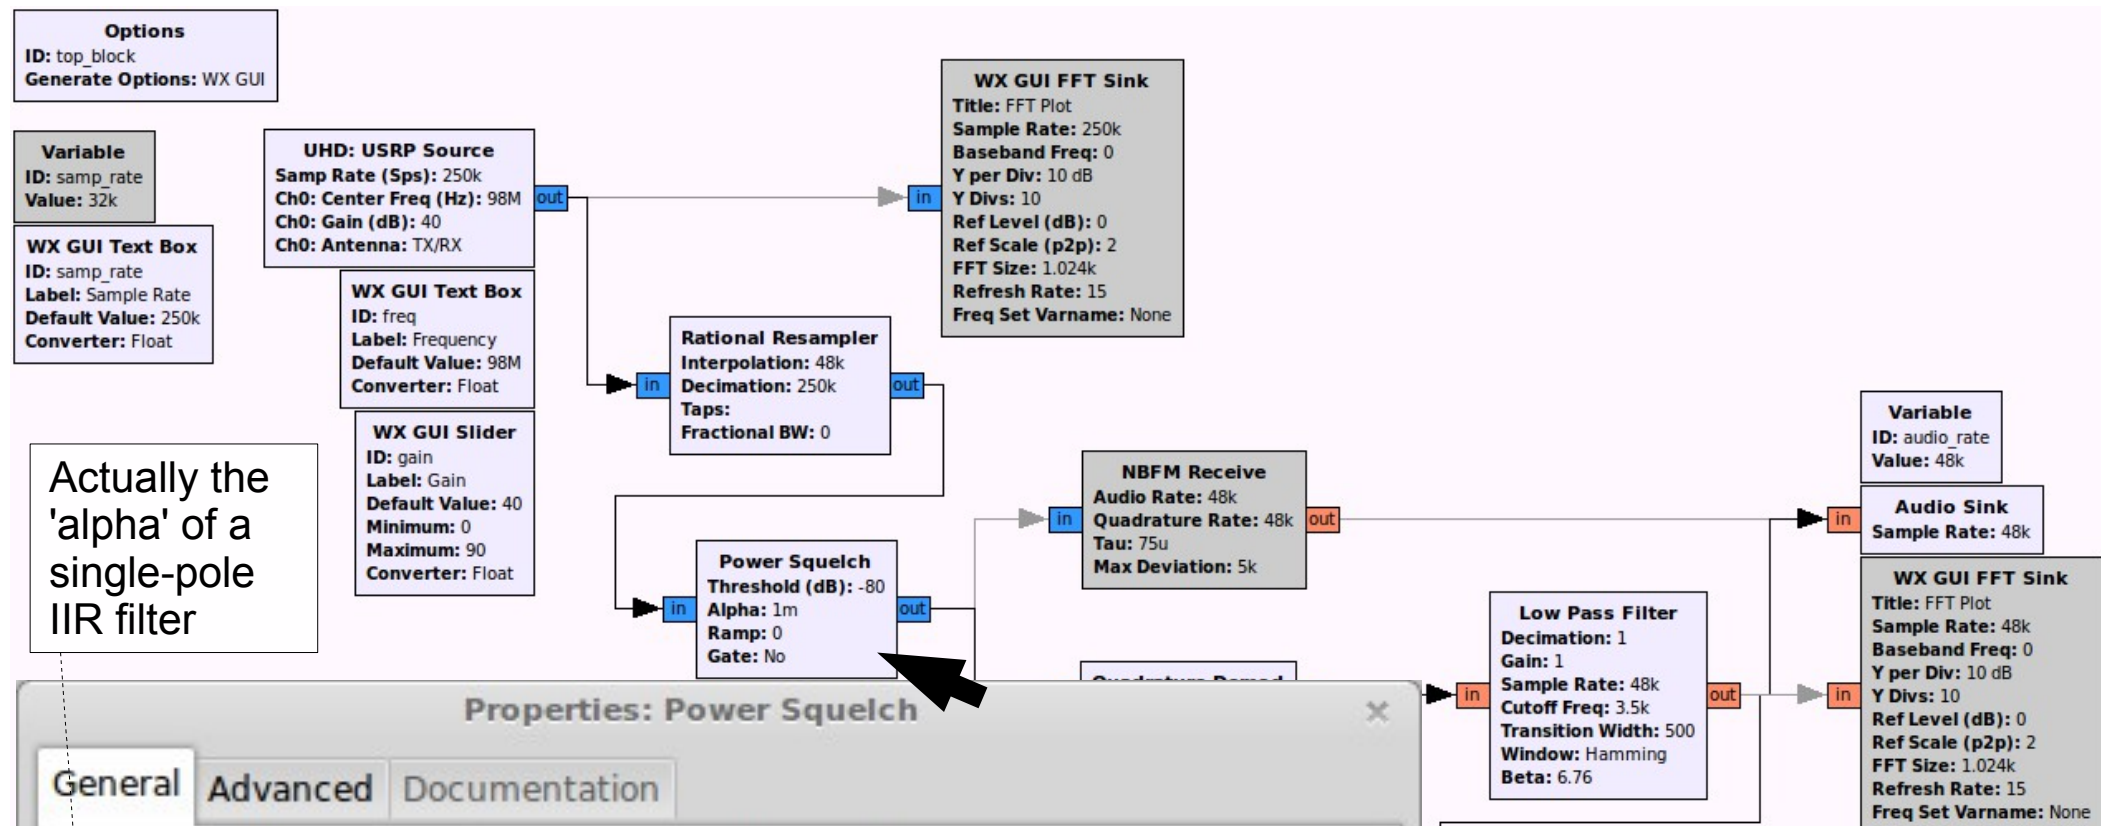 Options
ID: top_block
Generate Options: WX GUI
Variable
ID: samp_rate
Value: 32k
WX GUI Text Box
ID: samp_rate
Label: Sample Rate
Default Value: 250k
Converter: Float
UHD: USRP Source
Samp Rate (Sps): 250k
Ch0: Center Freq (Hz): 98M
Ch0: Gain (dB): 40
Ch0: Antenna: TX/RX
out
WX GUI Text Box
ID: freq
Label: Frequency
Default Value: 98M
Converter: Float
WX GUI Slider
ID: gain
Label: Gain
Default Value: 40
Minimum: 0
Maximum: 90
Converter: Float
in
WX GUI FFT Sink
Title: FFT Plot
Sample Rate: 250k
Baseband Freq: 0
Y per Div: 10 dB
Y Divs: 10
Ref Level (dB): 0
Ref Scale (p2p): 2
FFT Size: 1.024k
Refresh Rate: 15
Freq Set Varname: None
in
Rational Resampler
Interpolation: 48k
Decimation: 250k
Taps:
Fractional BW: 0
out
Actually the
'alpha' of a
single-pole
IIR filter
in
Power Squelch
Threshold (dB): -80
Alpha: 1m
Ramp: 0
Gate: No
out
in
NBFM Receive
Audio Rate: 48k
Quadrature Rate: 48k
Tau: 75u
Max Deviation: 5k
out
Quadrature Demod
in
Low Pass Filter
Decimation: 1
Gain: 1
Sample Rate: 48k
Cutoff Freq: 3.5k
Transition Width: 500
Window: Hamming
Beta: 6.76
out
Variable
ID: audio_rate
Value: 48k
in
Audio Sink
Sample Rate: 48k
in
WX GUI FFT Sink
Title: FFT Plot
Sample Rate: 48k
Baseband Freq: 0
Y per Div: 10 dB
Y Divs: 10
Ref Level (dB): 0
Ref Scale (p2p): 2
FFT Size: 1.024k
Refresh Rate: 15
Freq Set Varname: None
Properties: Power Squelch
General
Advanced
Documentation